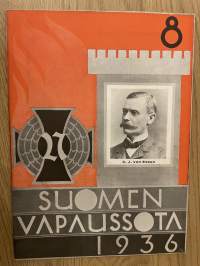 8
G. J. von Essen
SUOMEN
VAPAUSSOTA
1936